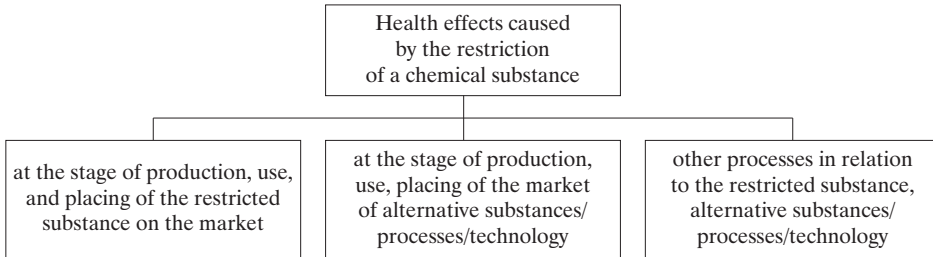 Health effects caused
by the restriction
of a chemical substance
at the stage of production, use,
and placing of the restricted
substance on the market
at the stage of production,
use, placing of the market
of alternative substances/
processes/technology
other processes in relation
to the restricted substance,
alternative substances/
processes/technology